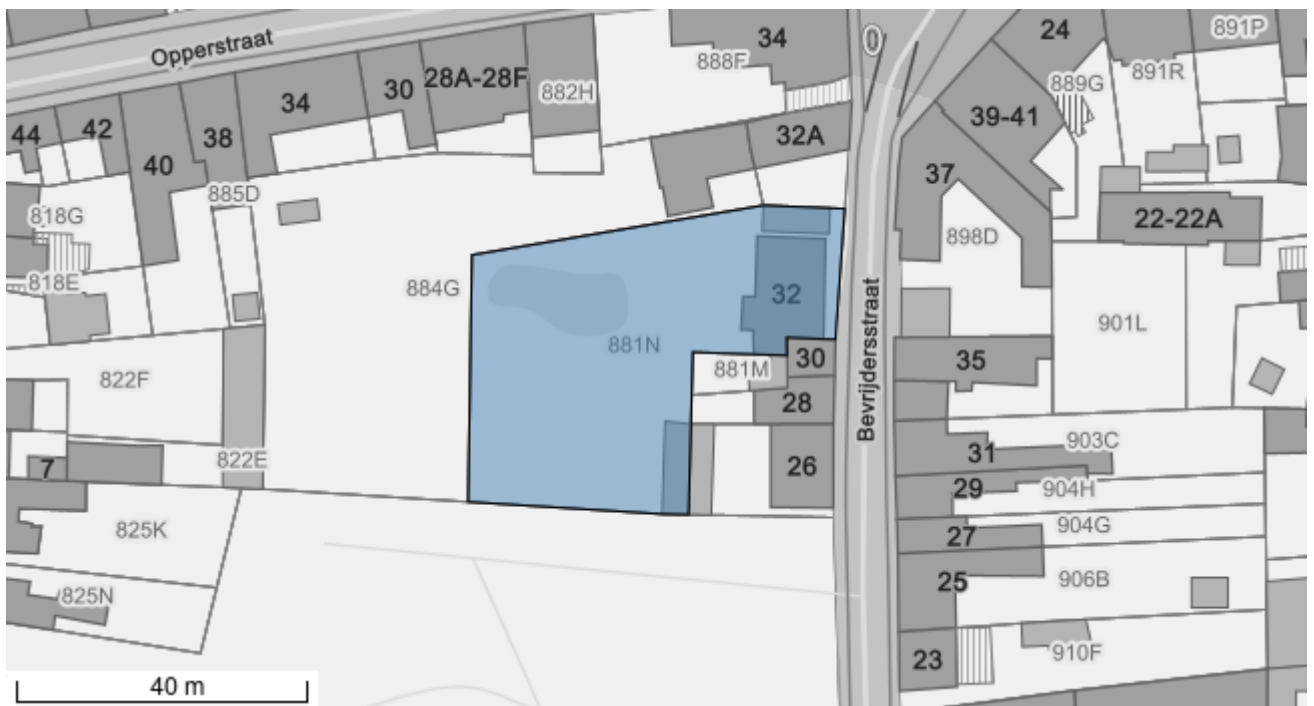 Opperstraat
34
24
891P
888F
891R
28A-28F
30
882H
889G
34
39-41
44
42
38
32A
40
37
885D
818G
22-22A
898D
818E
884G
32
901L
881N
30
35
881M
822F
28
Bevrijdersstraat
903C
31
822E
7
26
29
904H
904G
825K
27
906B
25
825N
23
910F
40 m